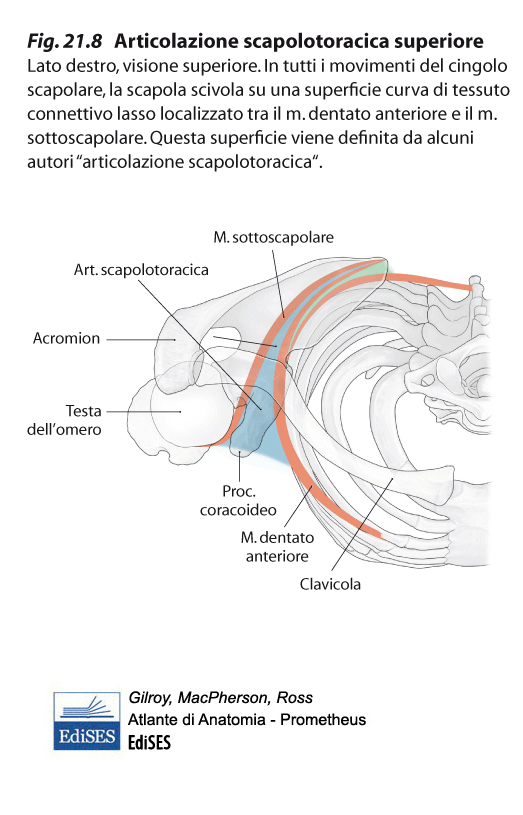 Fig. 21.8 Articolazione scapolotoracica superiore
Lato destro, visione superiore. In tutti i movimenti del cingolo
scapolare, la scapola scivola su una superficie curva di tessuto
connettivo lasso localizzato tra il m. dentato anteriore e il m.
sottoscapolare. Questa superficie viene definita da alcuni
autori “articolazione scapolotoracica“.
M. sottoscapolare
Art. scapolotoracica
Acromion
Testa
dell’omero
Proc.
coracoideo
M. dentato
anteriore
Clavicola
EdiSES
Gilroy, MacPherson, Ross
Atlante di Anatomia - Prometheus
EdiSES